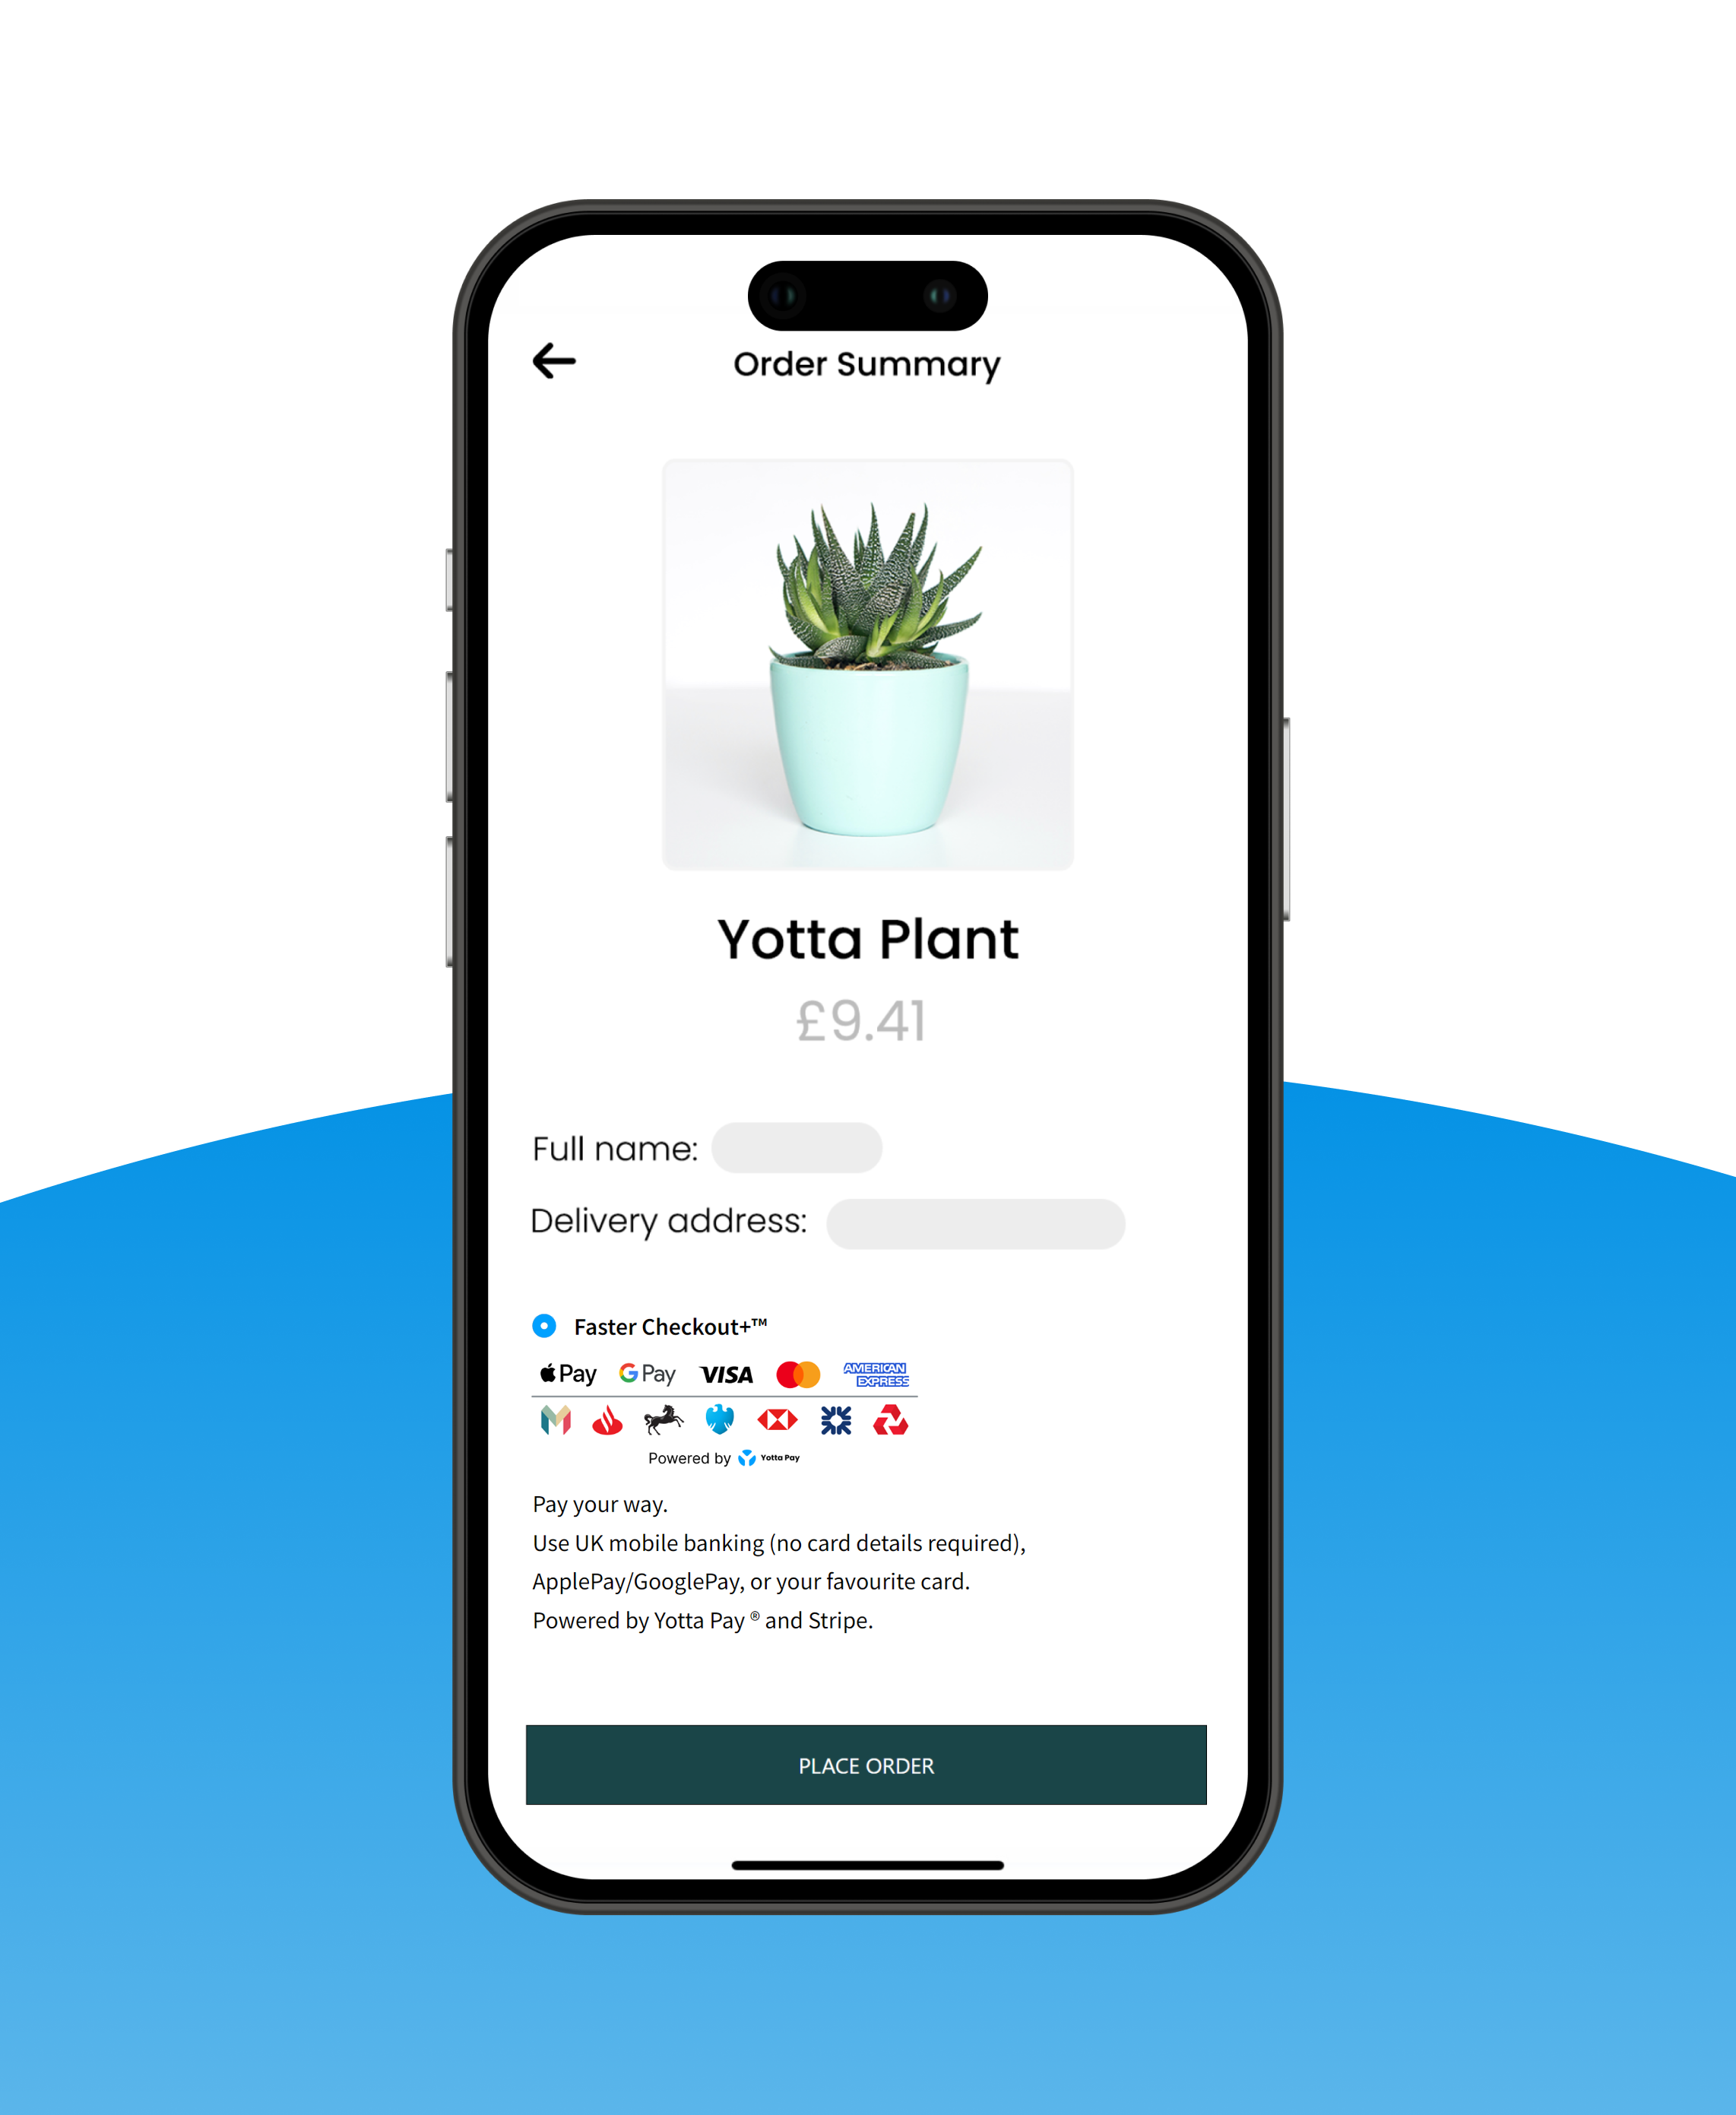 Order Summary
Yotta Plant
£9.41
Full name:
Delivery address:
Faster Checkout+™
Pay G Pay VISA AMERICAN EXPRESS
Powered by Yotta Pay
Pay your way.
Use UK mobile banking (no card details required),
ApplePay/GooglePay, or your favourite card.
Powered by Yotta Pay ® and Stripe.
PLACE ORDER